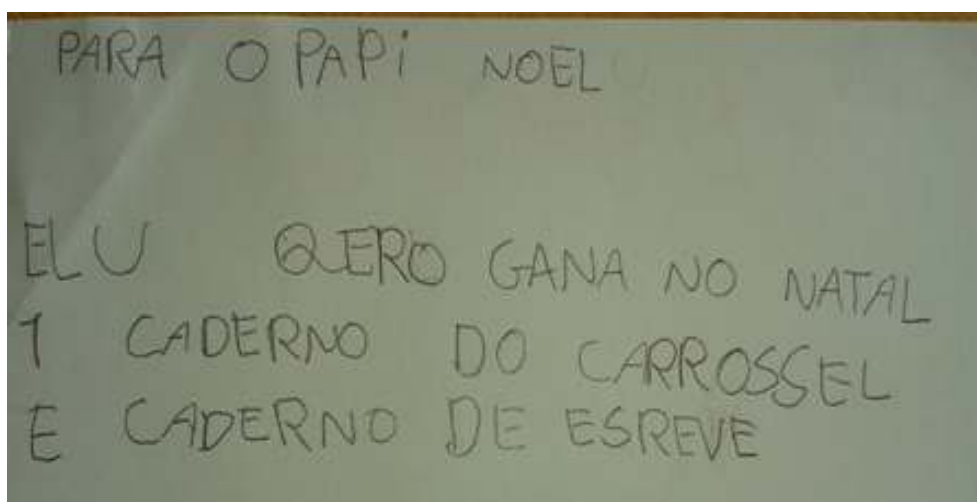 PARA O PAPi NOEL
ELU QERO GANA NO NATAL
1 CADERNO DO CARROSSEL
E CADERNO DE ESREVE